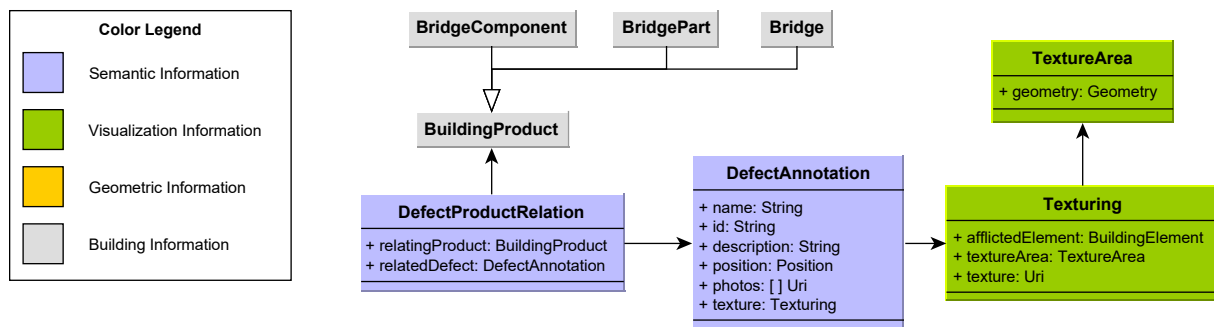 Color Legend
Semantic Information
Visualization Information
Geometric Information
Building Information
BridgeComponent
BridgePart
Bridge
BuildingProduct
DefectProductRelation
+ relatingProduct: BuildingProduct
+ relatedDefect: DefectAnnotation
DefectAnnotation
+ name: String
+ id: String
+ description: String
+ position: Position
+ photos: [ ] Uri
+ texture: Texturing
TextureArea
+ geometry: Geometry
Texturing
+ afflictedElement: BuildingElement
+ textureArea: TextureArea
+ texture: Uri